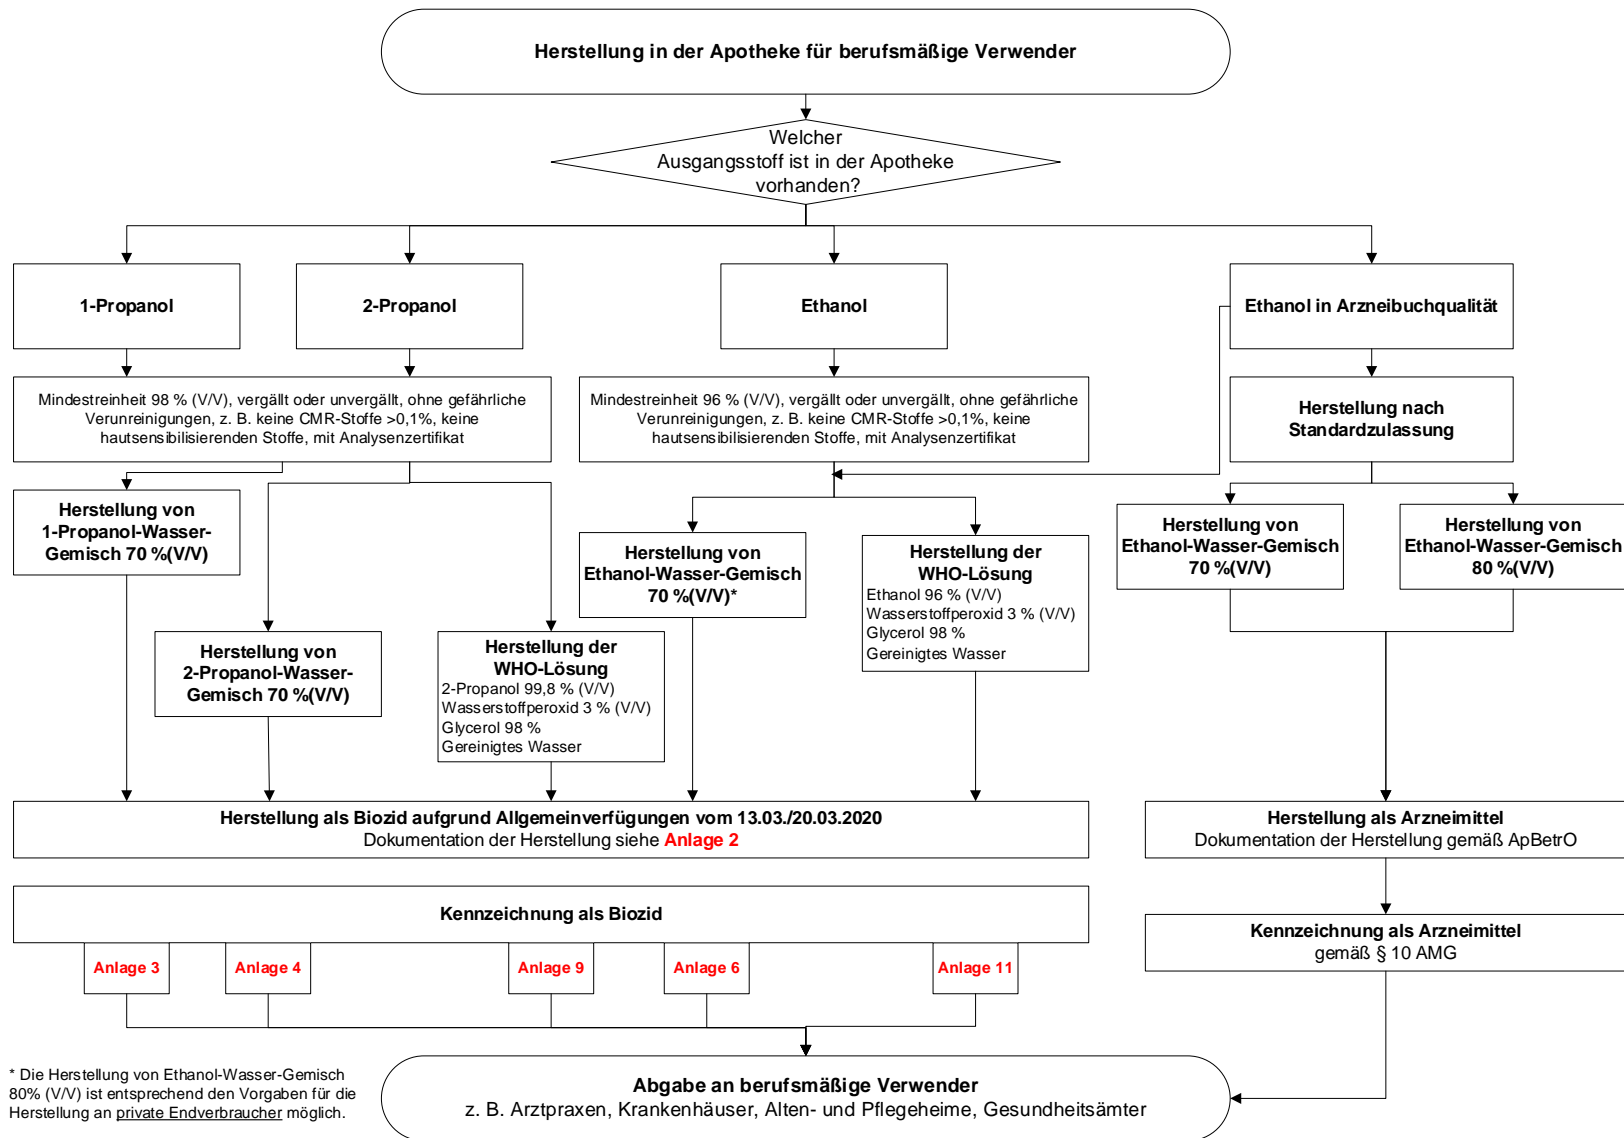 Herstellung in der Apotheke für berufsmäßige Verwender
Welcher
Ausgangsstoff ist in der Apotheke
vorhanden?
1-Propanol
2-Propanol
Ethanol
Ethanol in Arzneibuchqualität
Mindestreinheit 98 % (V/V), vergällt oder unvergällt, ohne gefährliche
Verunreinigungen, z. B. keine CMR-Stoffe >0,1%, keine
hautsensibilisierenden Stoffe, mit Analysenzertifikat
Mindestreinheit 96 % (V/V), vergällt oder unvergällt, ohne gefährliche
Verunreinigungen, z. B. keine CMR-Stoffe >0,1%, keine
hautsensibilisierenden Stoffe, mit Analysenzertifikat
Herstellung nach
Standardzulassung
Herstellung von
1-Propanol-Wasser-
Gemisch 70 %(V/V)
Herstellung von
2-Propanol-Wasser-
Gemisch 70 %(V/V)
Herstellung der
WHO-Lösung
2-Propanol 99,8 % (V/V)
Wasserstoffperoxid 3 % (V/V)
Glycerol 98 %
Gereinigtes Wasser
Herstellung von
Ethanol-Wasser-Gemisch
70 %(V/V)*
Herstellung der
WHO-Lösung
Ethanol 96 % (V/V)
Wasserstoffperoxid 3 % (V/V)
Glycerol 98 %
Gereinigtes Wasser
Herstellung von
Ethanol-Wasser-Gemisch
70 %(V/V)
Herstellung von
Ethanol-Wasser-Gemisch
80 %(V/V)
Herstellung als Biozid aufgrund Allgemeinverfügungen vom 13.03./20.03.2020
Dokumentation der Herstellung siehe Anlage 2
Herstellung als Arzneimittel
Dokumentation der Herstellung gemäß ApBetrO
Kennzeichnung als Biozid
Kennzeichnung als Arzneimittel
gemäß § 10 AMG
Anlage 3
Anlage 4
Anlage 9
Anlage 6
Anlage 11
Abgabe an berufsmäßige Verwender
z. B. Arztpraxen, Krankenhäuser, Alten- und Pflegeheime, Gesundheitsämter
* Die Herstellung von Ethanol-Wasser-Gemisch
80% (V/V) ist entsprechend den Vorgaben für die
Herstellung an private Endverbraucher möglich.